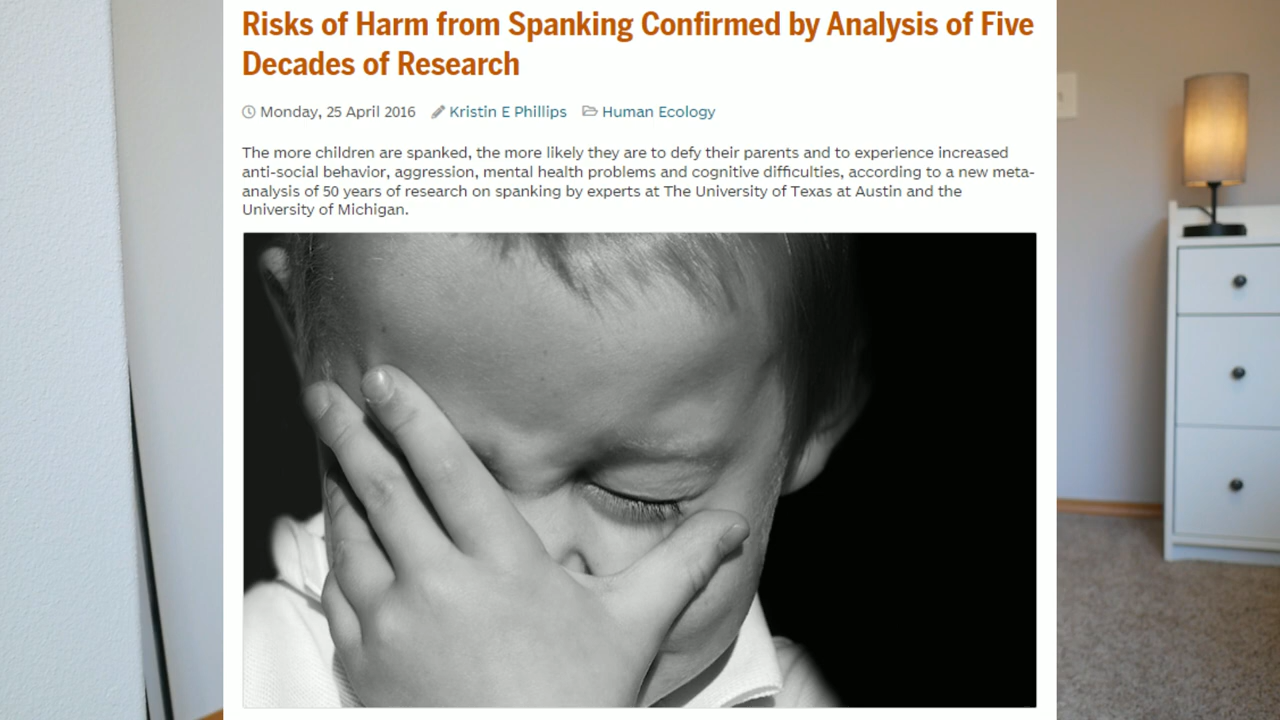 Risks of Harm from Spanking Confirmed by Analysis of Five
Decades of Research
Monday, 25 April 2016 Kristin E Phillips Human Ecology
The more children are spanked, the more likely they are to defy their parents and to experience increased
anti-social behavior, aggression, mental health problems and cognitive difficulties, according to a new meta-
analysis of 50 years of research on spanking by experts at The University of Texas at Austin and the
University of Michigan.